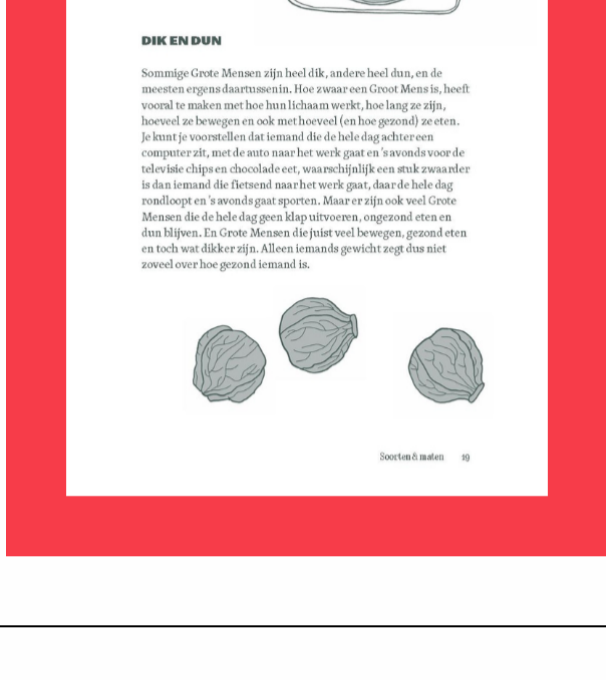 DIK EN DUN
Sommige Grote Mensen zijn heel dik, andere heel dun, en de
meesten ergens daartussenin. Hoe zwaar een Groot Mens is, heeft
vooral te maken met hoe hun lichaam werkt, hoe lang ze zijn,
hoeveel ze bewegen en ook met hoeveel (en hoe gezond) ze eten.
Je kunt je voorstellen dat iemand die de hele dag achter een
computer zit, met de auto naar het werk gaat en 's avonds voor de
televisie chips en chocolade eet, waarschijnlijk een stuk zwaarder
is dan iemand die fietsend naar het werk gaat, daar de hele dag
rondloopt en 's avonds gaat sporten. Maar er zijn ook veel Grote
Mensen die de hele dag geen klap uitvoeren, ongezond eten en
dun blijven. En Grote Mensen die juist veel bewegen, gezond eten
en toch wat dikker zijn. Alleen iemands gewicht zegt dus niet
zoveel over hoe gezond iemand is.
Soorten & maten 19